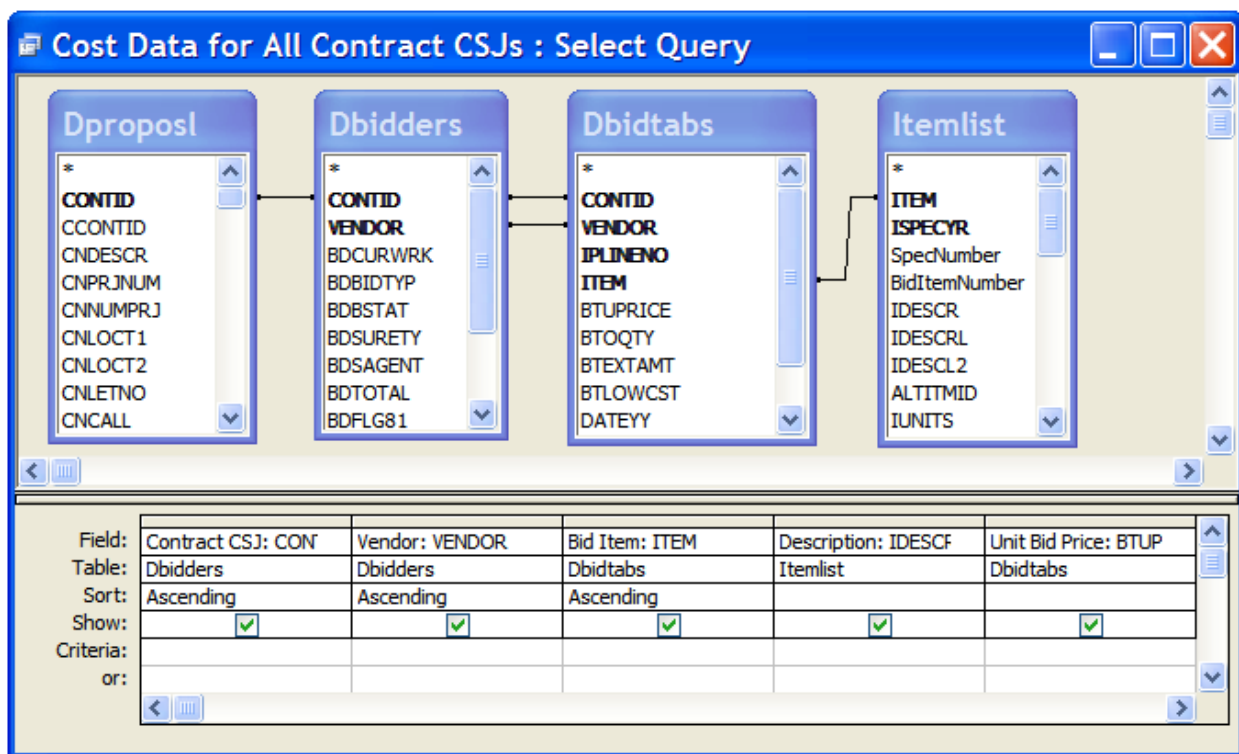 Cost Data for All Contract CSJs : Select Query
Dproposl
*
CONTID
CCONTID
CNDESCR
CNPRJNUM
CNNUMPRJ
CNLOCT1
CNLOCT2
CNLETNO
CNCALL
Dbidders
*
CONTID
VENDOR
BDCURWRK
BDBIDTYP
BDBSTAT
BDSURETY
BDSAGENT
BDTOTAL
BDFLG81
Dbidtabs
*
CONTID
VENDOR
IPLINENO
ITEM
BTUPRICE
BTOQTY
BTEXTAMT
BTLOWCST
DATEYY
Itemlist
*
ITEM
ISPECYR
SpecNumber
BidItemNumber
IDESCR
IDESCRL
IDESCL2
ALTITMID
IUNITS
Field: Contract CSJ: CONT Vendor: VENDOR Bid Item: ITEM Description: IDESCR Unit Bid Price: BTUP
Table: Dbidders Dbidders Dbidtabs Itemlist Dbidtabs
Sort: Ascending Ascending Ascending
Show:
Criteria:
or: